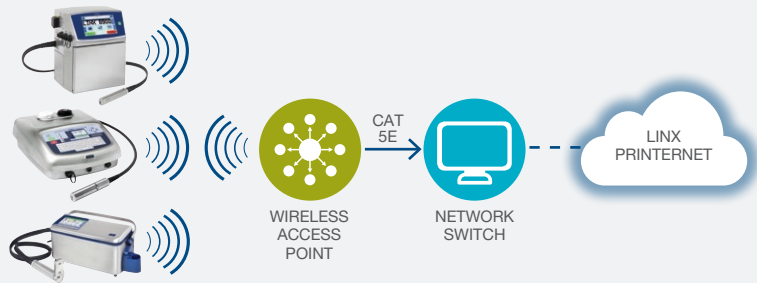 CAT
5E
LINX
PRINTERNET
WIRELESS
ACCESS
POINT
NETWORK
SWITCH